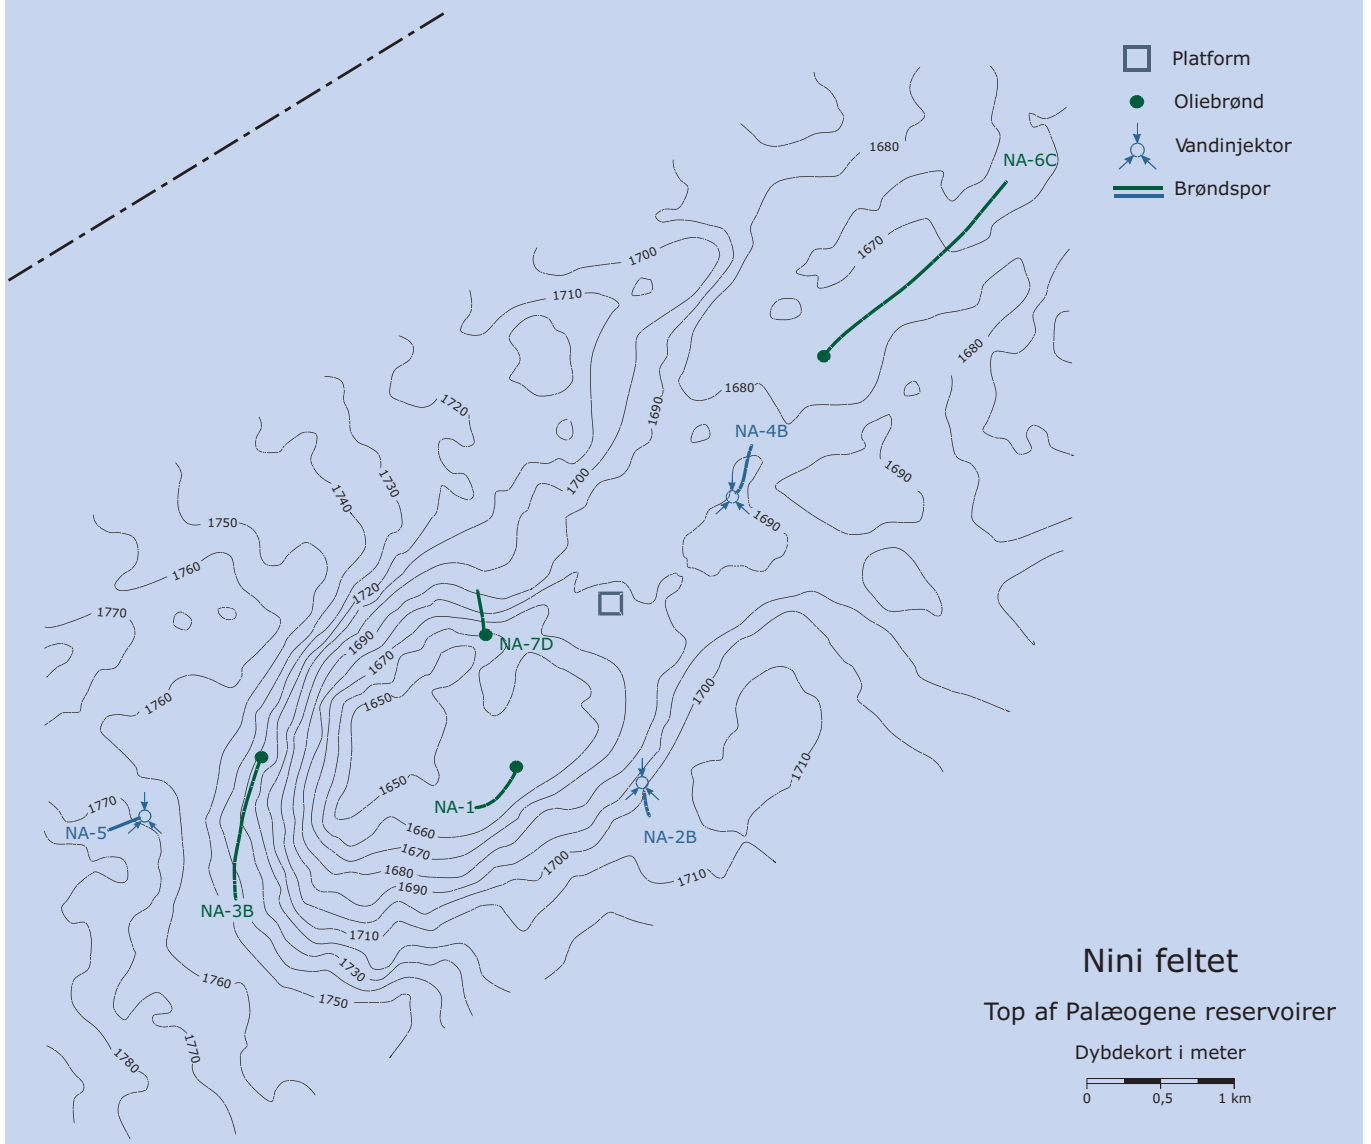 Platform
Oliebrønd
1680
Vandinjektor
NA-6C
Brøndspor
1670
1700
1710
1680
1680
1720
1690
NA-4B
1690
1730
1700
1740
1690
1750
1760
1720
1770
1690
NA-7D
1670
1700
1650
1760
1710
1650
1770
NA-1
NA-5
1660
NA-2B
1670
1700
1680
1710
1690
NA-3B
1710
1730
Nini feltet
1760
1750
Top af Palæogene reservoirer
1770
1780
Dybdekort i meter
0 0,5 1 km